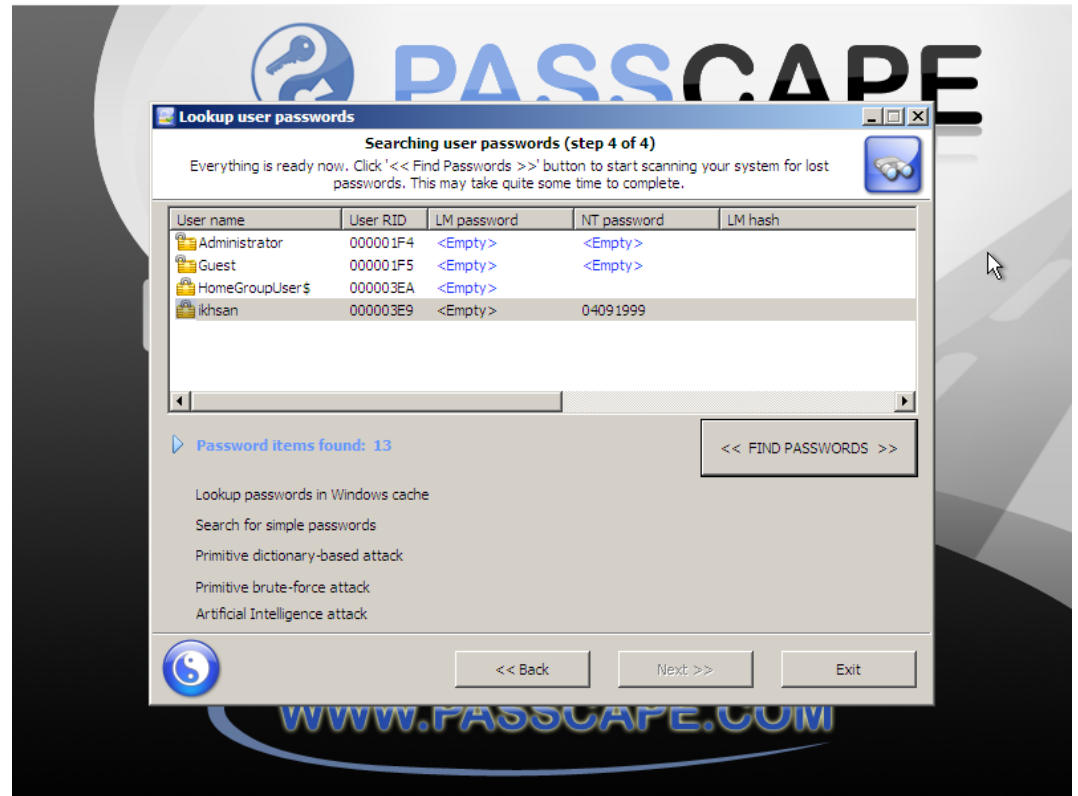 PASSCAPE
Lookup user passwords
Searching user passwords (step 4 of 4)
Everything is ready now. Click '<< Find Passwords >>' button to start scanning your system for lost
passwords. This may take quite some time to complete.
User name User RID LM password NT password LM hash
Administrator 000001F4 <Empty> <Empty>
Guest 000001F5 <Empty> <Empty>
HomeGroupUser$ 000003EA <Empty>
ikhsan 000003E9 <Empty> 04091999
Password items found: 13
<< FIND PASSWORDS >>
Lookup passwords in Windows cache
Search for simple passwords
Primitive dictionary-based attack
Primitive brute-force attack
Artificial Intelligence attack
<< Back Next >> Exit
WWW.PASSCAPE.COM